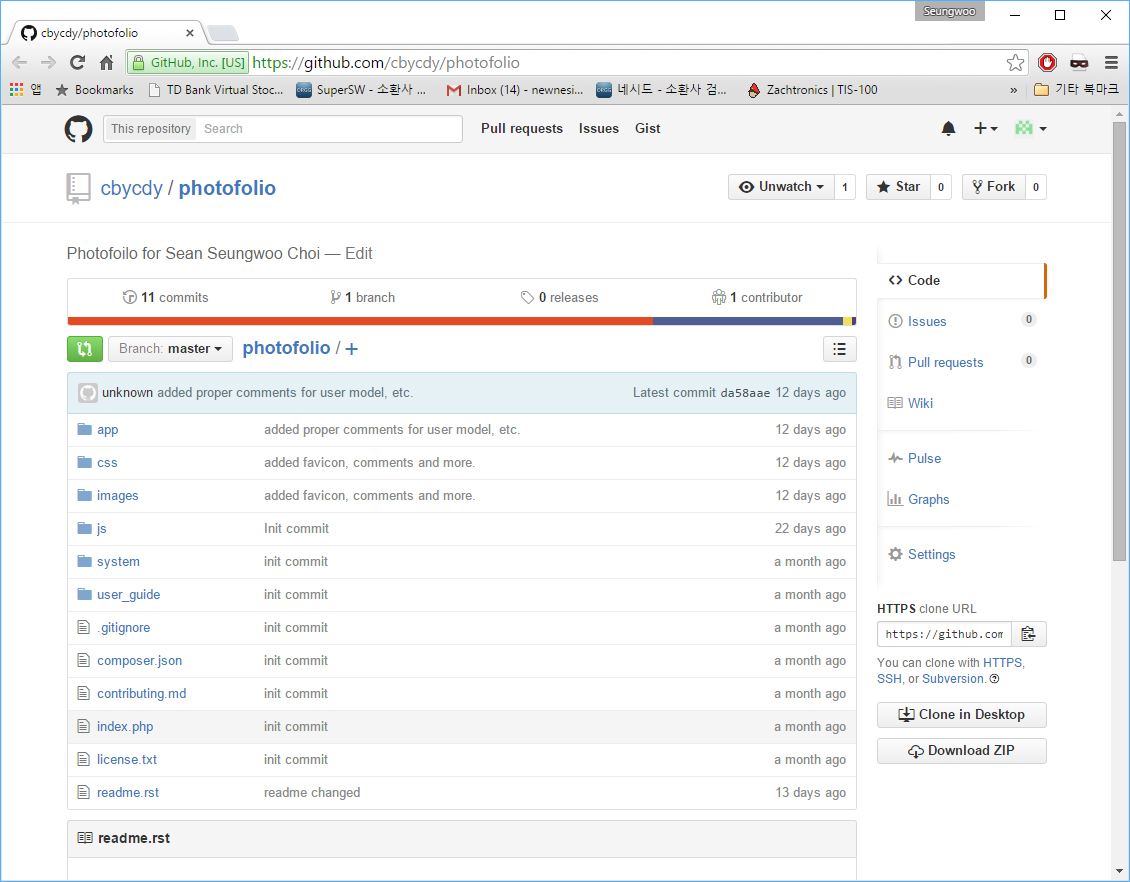 Seungwoo
cbycdy/photofolio
GitHub, Inc. [US] https://github.com/cbycdy/photofolio
앱 Bookmarks TD Bank Virtual Stoc... SuperSW - 소환사 ... Inbox (14) - newnesi... 네시드 - 소환사 검... Zachtronics | TIS-100 » 기타 북마크
This repository Search Pull requests Issues Gist
cbycdy / photofolio Unwatch 1 Star 0 Fork 0
Photofoilo for Sean Seungwoo Choi — Edit
11 commits 1 branch 0 releases 1 contributor
Branch: master photofolio / +
unknown added proper comments for user model, etc. Latest commit da58aae 12 days ago
app added proper comments for user model, etc. 12 days ago
css added favicon, comments and more. 12 days ago
images added favicon, comments and more. 12 days ago
js Init commit 22 days ago
system init commit a month ago
user_guide init commit a month ago
.gitignore init commit a month ago
composer.json init commit a month ago
contributing.md init commit a month ago
index.php init commit a month ago
license.txt init commit a month ago
readme.rst readme changed 13 days ago
readme.rst
Code
Issues 0
Pull requests 0
Wiki
Pulse
Graphs
Settings
HTTPS clone URL
https://github.com
You can clone with HTTPS,
SSH, or Subversion.
Clone in Desktop
Download ZIP